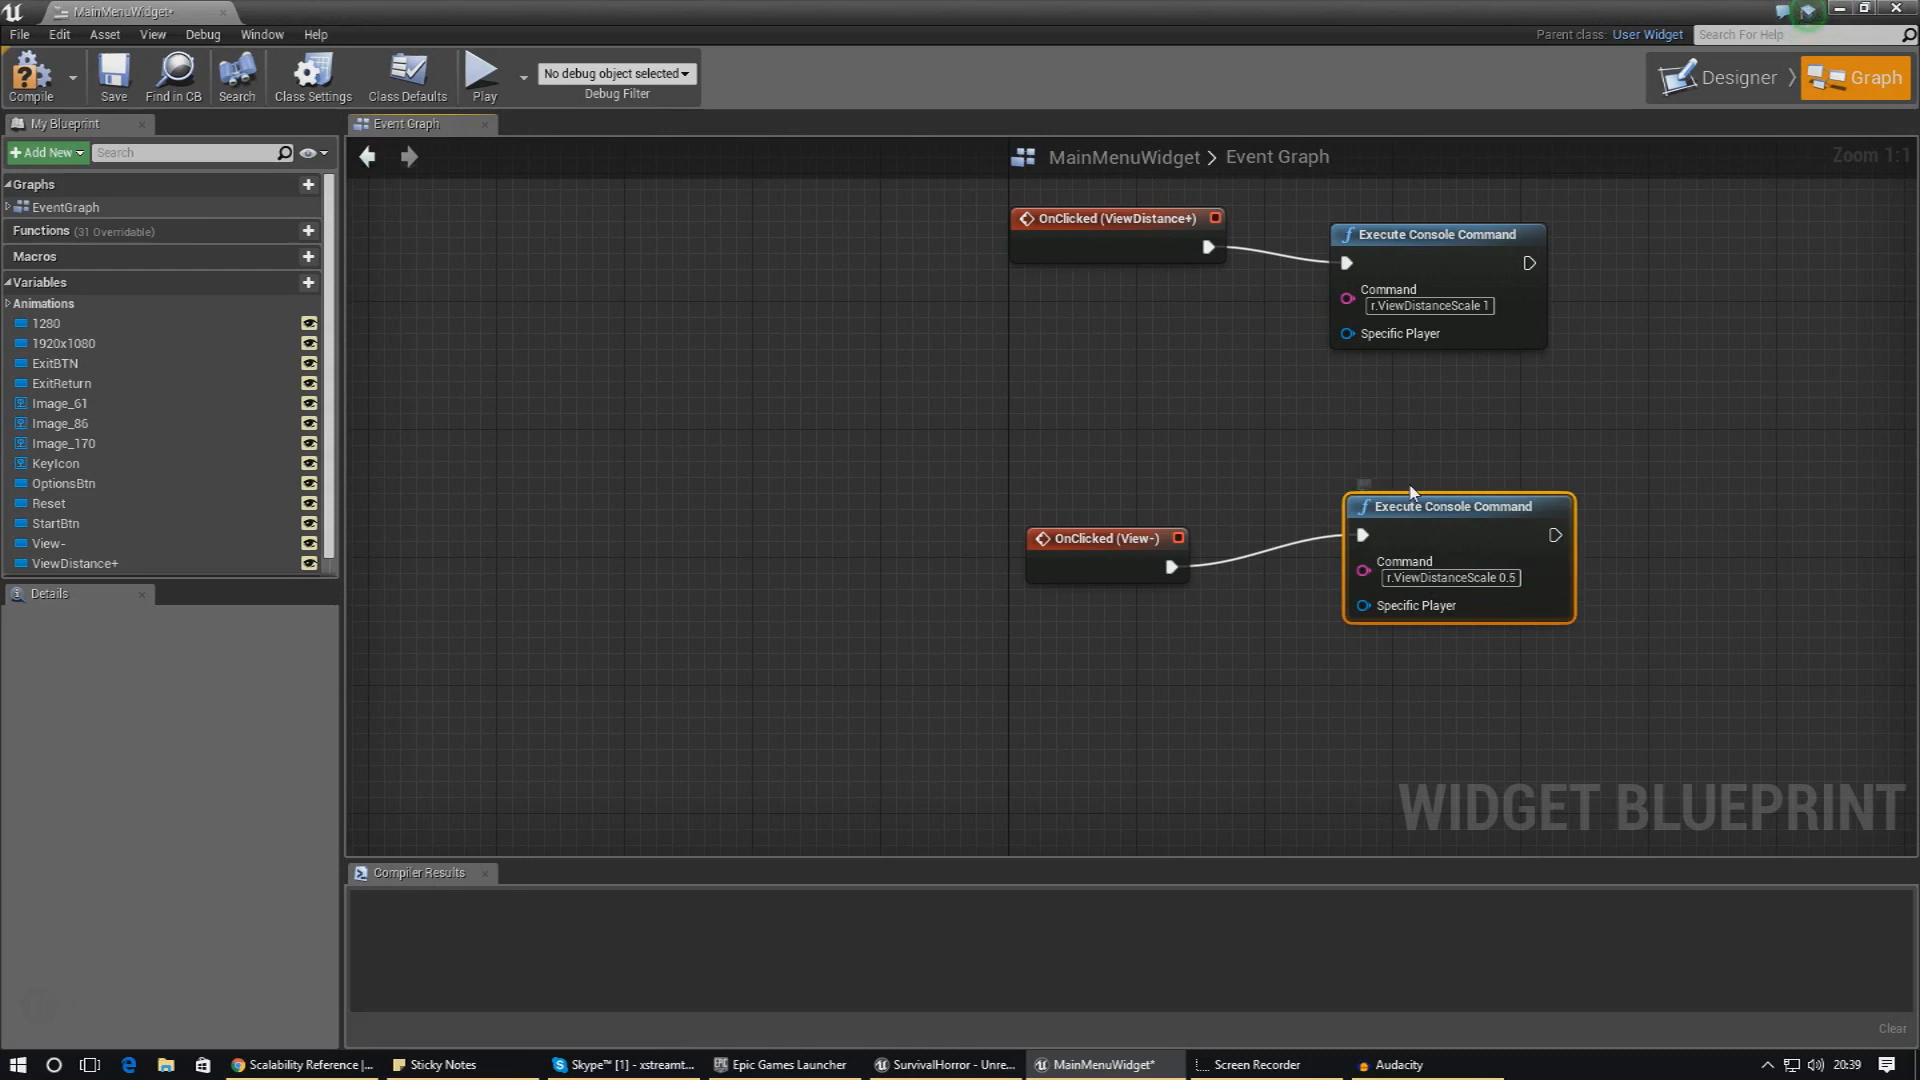 MainMenuWidget*
File Edit Asset View Debug Window Help
Parent class: User Widget
Search For Help
Compile
Save
Find in CB
Search
Class Settings
Class Defaults
Play
No debug object selected
Debug Filter
Designer
Graph
My Blueprint
Event Graph
Add New
Search
MainMenuWidget > Event Graph
Zoom 1:1
Graphs
EventGraph
Functions (31 Overridable)
Macros
Variables
Animations
1280
1920x1080
ExitBTN
ExitReturn
Image_61
Image_86
Image_170
KeyIcon
OptionsBtn
Reset
StartBtn
View-
ViewDistance+
Details
OnClicked (ViewDistance+)
Execute Console Command
Command
r.ViewDistanceScale 1
Specific Player
OnClicked (View-)
Execute Console Command
Command
r.ViewDistanceScale 0.5
Specific Player
WIDGET BLUEPRINT
Compiler Results
Clear
Scalability Reference |...
Sticky Notes
Skype™ [1] - xstreamt...
Epic Games Launcher
SurvivalHorror - Unre...
MainMenuWidget*
Screen Recorder
Audacity
20:39